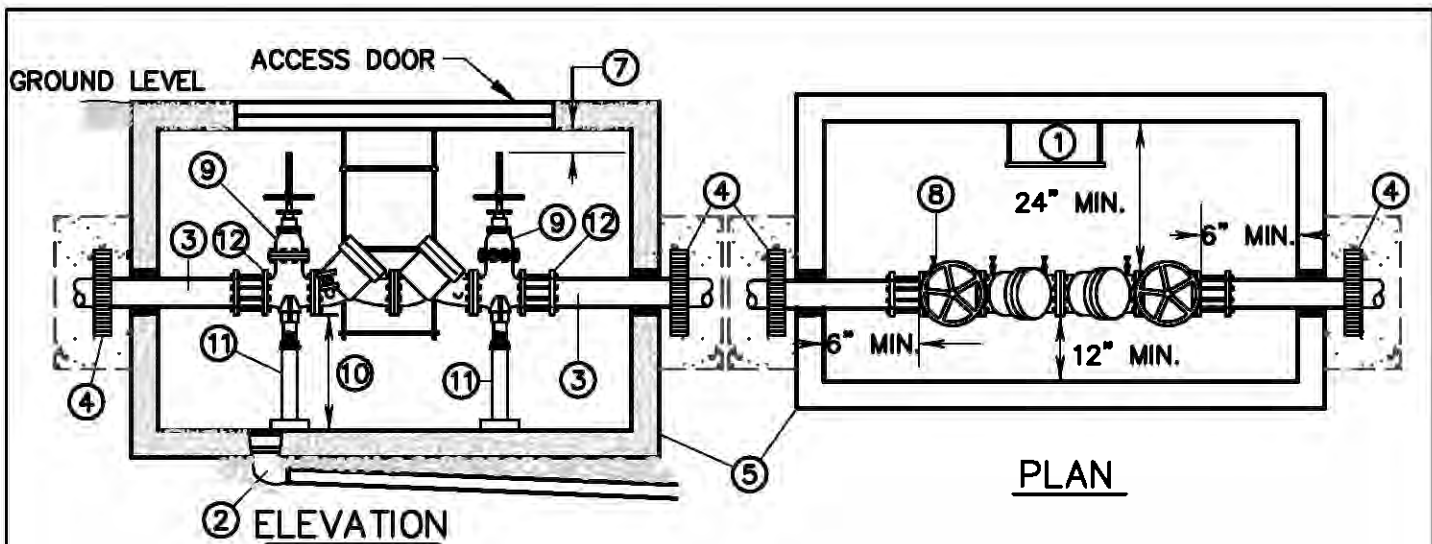 ACCESS DOOR
7
GROUND LEVEL
9
12
3
4
9
12
4
11
10
11
3
4
2
ELEVATION
5
1
8
24" MIN.
6" MIN.
4
6" MIN.
12" MIN.
PLAN